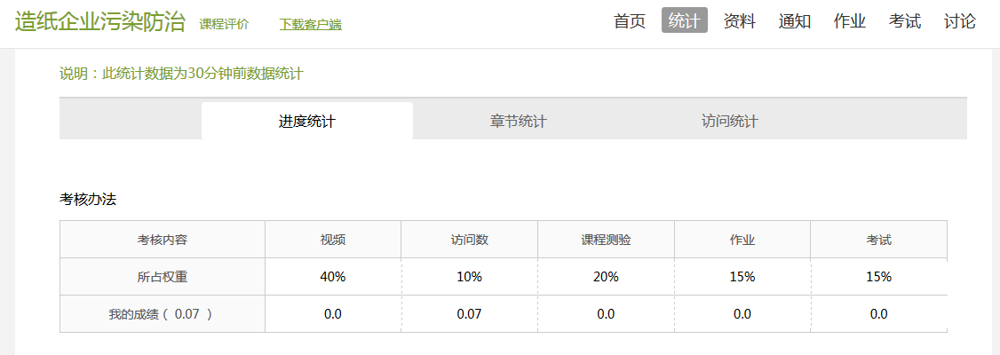 造纸企业污染防治 课程评价 下载客户端 首页 统计 资料 通知 作业 考试 讨论
说明：此统计数据为30分钟前数据统计
进度统计 章节统计 访问统计
考核办法
考核内容 视频 访问数 课程测验 作业 考试
所占权重 40% 10% 20% 15% 15%
我的成绩（ 0.07 ） 0.0 0.07 0.0 0.0 0.0